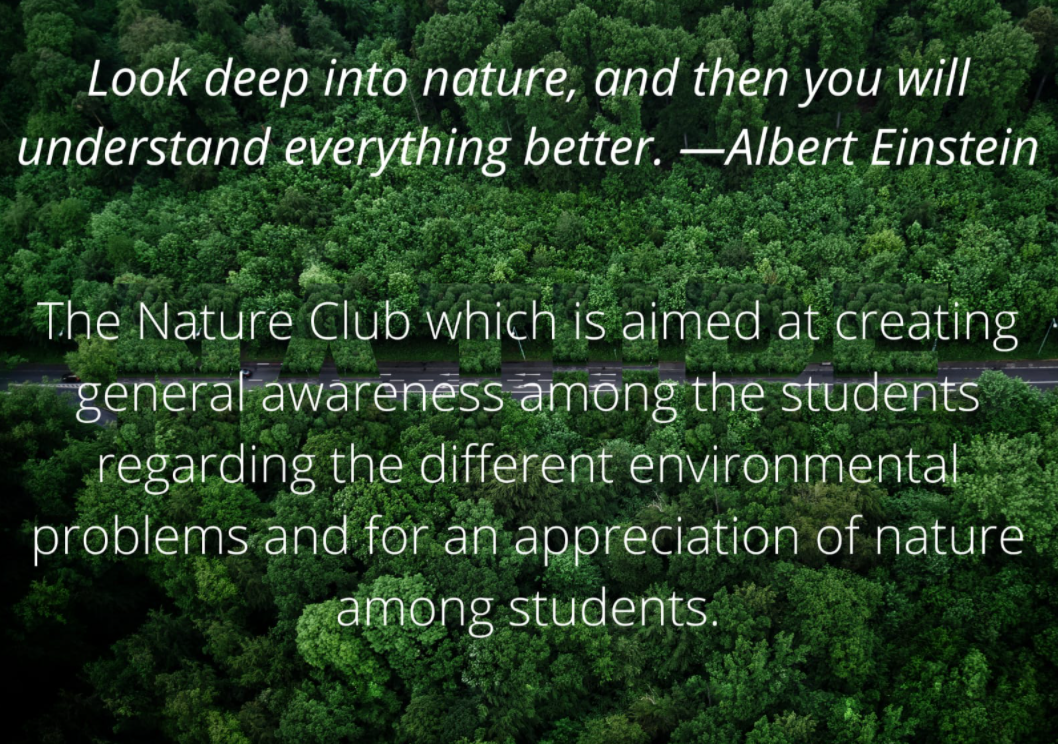 Look deep into nature, and then you will
understand everything better. —Albert Einstein
NATURE
The Nature Club which is aimed at creating
general awareness among the students
regarding the different environmental
problems and for an appreciation of nature
among students.